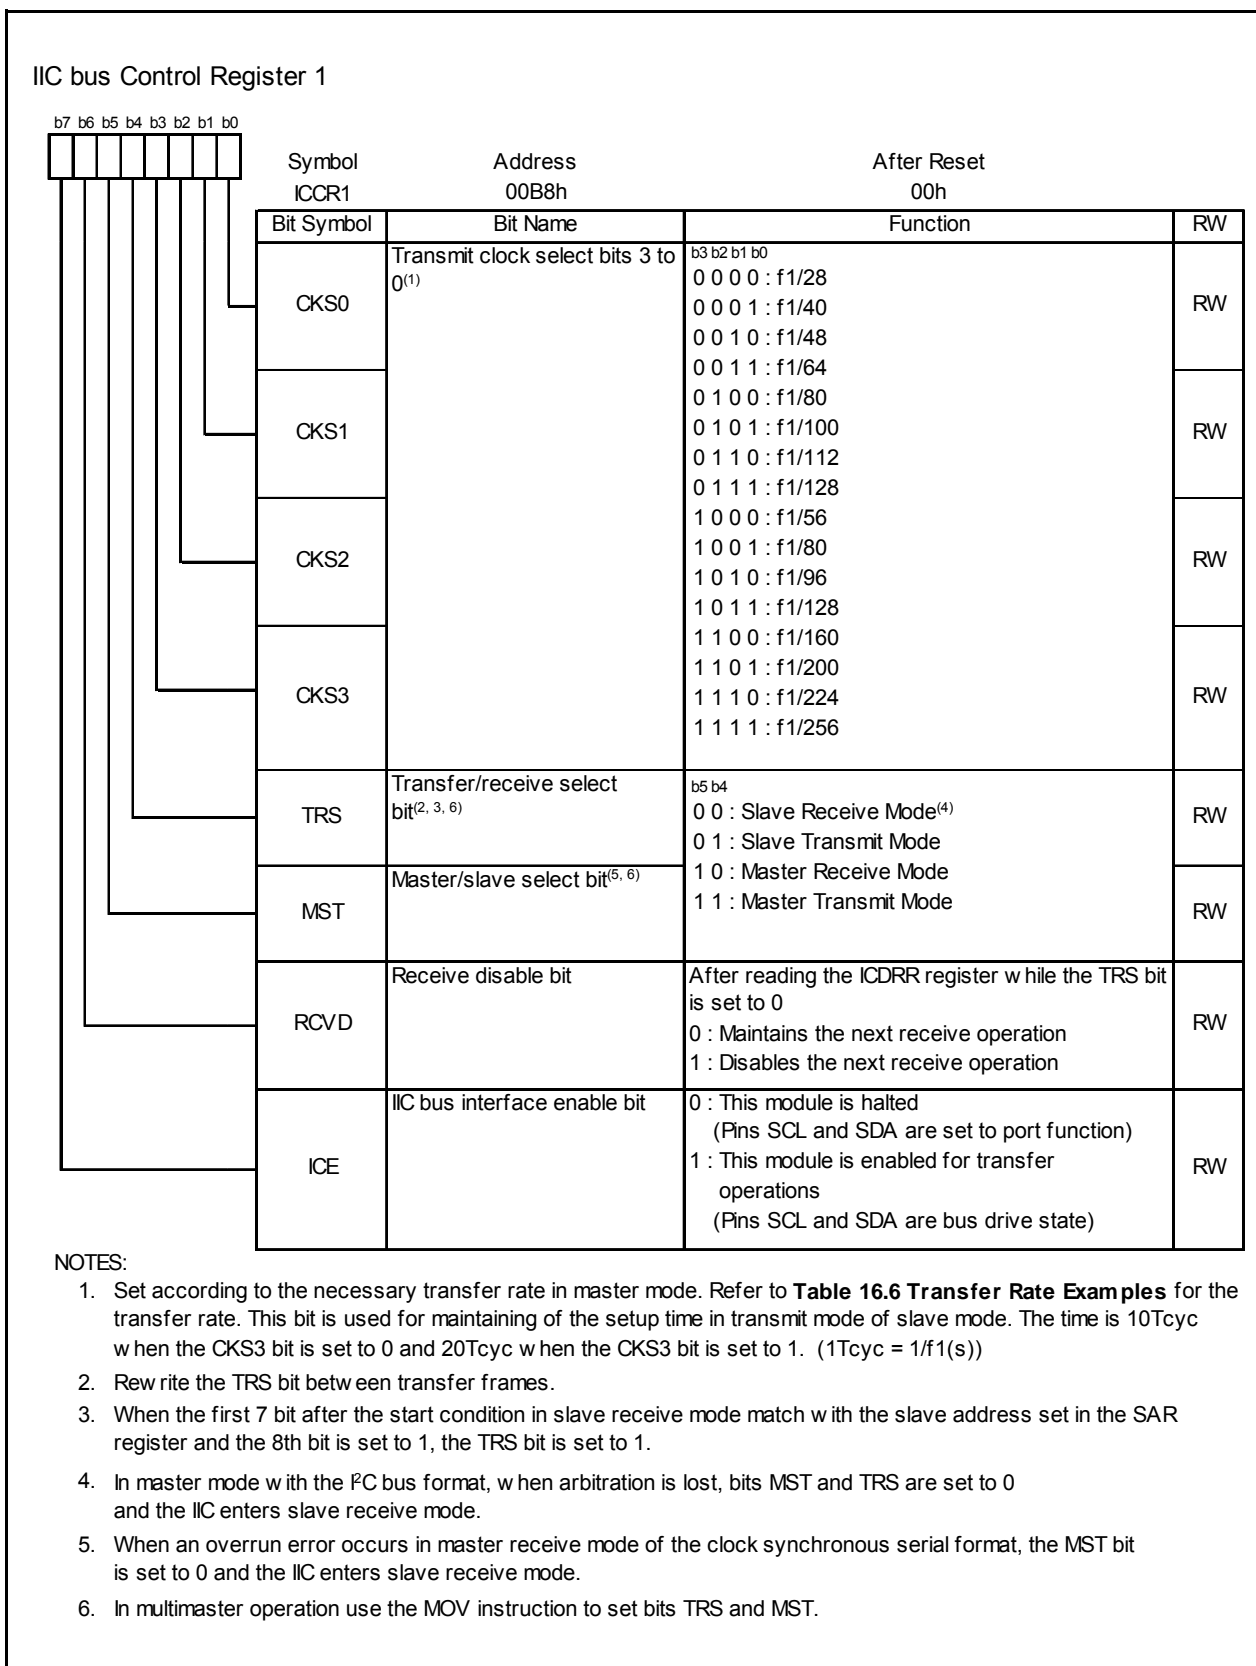 IIC bus Control Register 1
b7 b6 b5 b4 b3 b2 b1 b0
Symbol Address After Reset
ICCR1 00B8h 00h
Bit Symbol Bit Name Function RW
CKS0 RW
Transmit clock select bits 3 to
0(1)
b3 b2 b1 b0
0 0 0 0 : f1/28
0 0 0 1 : f1/40
0 0 1 0 : f1/48
0 0 1 1 : f1/64
0 1 0 0 : f1/80
0 1 0 1 : f1/100
0 1 1 0 : f1/112
0 1 1 1 : f1/128
1 0 0 0 : f1/56
1 0 0 1 : f1/80
1 0 1 0 : f1/96
1 0 1 1 : f1/128
1 1 0 0 : f1/160
1 1 0 1 : f1/200
1 1 1 0 : f1/224
1 1 1 1 : f1/256
CKS1 RW
CKS2 RW
CKS3 RW
TRS RW
Transfer/receive select
bit(2, 3, 6)
b5 b4
0 0 : Slave Receive Mode(4)
0 1 : Slave Transmit Mode
1 0 : Master Receive Mode
1 1 : Master Transmit Mode
MST RW
Master/slave select bit(5, 6)
RCVD RW
Receive disable bit
After reading the ICDRR register while the TRS bit
is set to 0
0 : Maintains the next receive operation
1 : Disables the next receive operation
ICE RW
IIC bus interface enable bit
0 : This module is halted
(Pins SCL and SDA are set to port function)
1 : This module is enabled for transfer
operations
(Pins SCL and SDA are bus drive state)
NOTES:
1. Set according to the necessary transfer rate in master mode. Refer to Table 16.6 Transfer Rate Examples for the
transfer rate. This bit is used for maintaining of the setup time in transmit mode of slave mode. The time is 10Tcyc
when the CKS3 bit is set to 0 and 20Tcyc when the CKS3 bit is set to 1. (1Tcyc = 1/f1(s))
2. Rewrite the TRS bit between transfer frames.
3. When the first 7 bit after the start condition in slave receive mode match with the slave address set in the SAR
register and the 8th bit is set to 1, the TRS bit is set to 1.
4. In master mode with the I²C bus format, when arbitration is lost, bits MST and TRS are set to 0
and the IIC enters slave receive mode.
5. When an overrun error occurs in master receive mode of the clock synchronous serial format, the MST bit
is set to 0 and the IIC enters slave receive mode.
6. In multimaster operation use the MOV instruction to set bits TRS and MST.